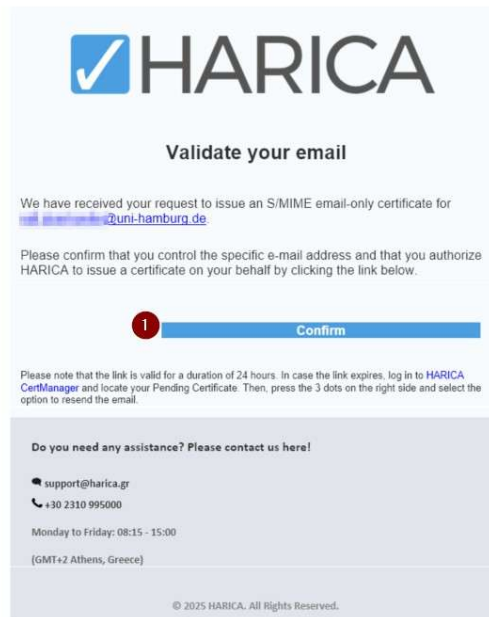 HARICA
Validate your email
We have received your request to issue an S/MIME email-only certificate for
@uni-hamburg.de.
Please confirm that you control the specific e-mail address and that you authorize
HARICA to issue a certificate on your behalf by clicking the link below.
1 Confirm
Please note that the link is valid for a duration of 24 hours. In case the link expires, log in to HARICA
CertManager and locate your Pending Certificate. Then, press the 3 dots on the right side and select the
option to resend the email.
Do you need any assistance? Please contact us here!
support@harica.gr
+30 2310 995000
Monday to Friday: 08:15 - 15:00
(GMT+2 Athens, Greece)
© 2025 HARICA. All Rights Reserved.